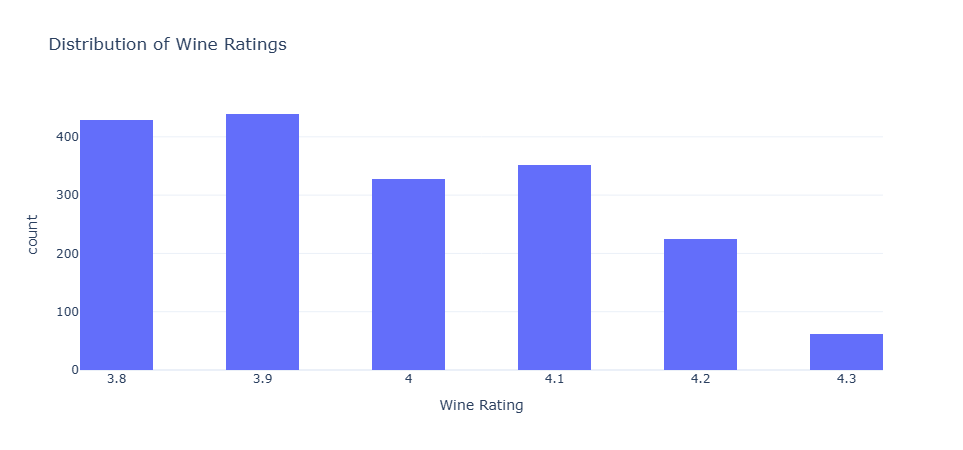 Distribution of Wine Ratings
400
300
200
100
0
count
3.8 3.9 4 4.1 4.2 4.3
Wine Rating